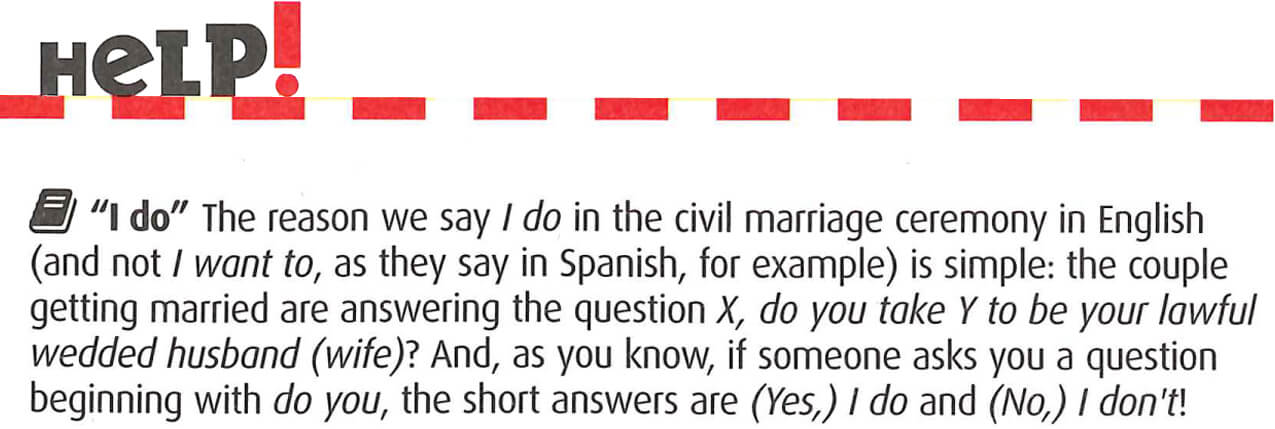 HeLP!
"I do" The reason we say I do in the civil marriage ceremony in English
(and not I want to, as they say in Spanish, for example) is simple: the couple
getting married are answering the question X, do you take Y to be your lawful
wedded husband (wife)? And, as you know, if someone asks you a question
beginning with do you, the short answers are (Yes,) I do and (No,) I don't!